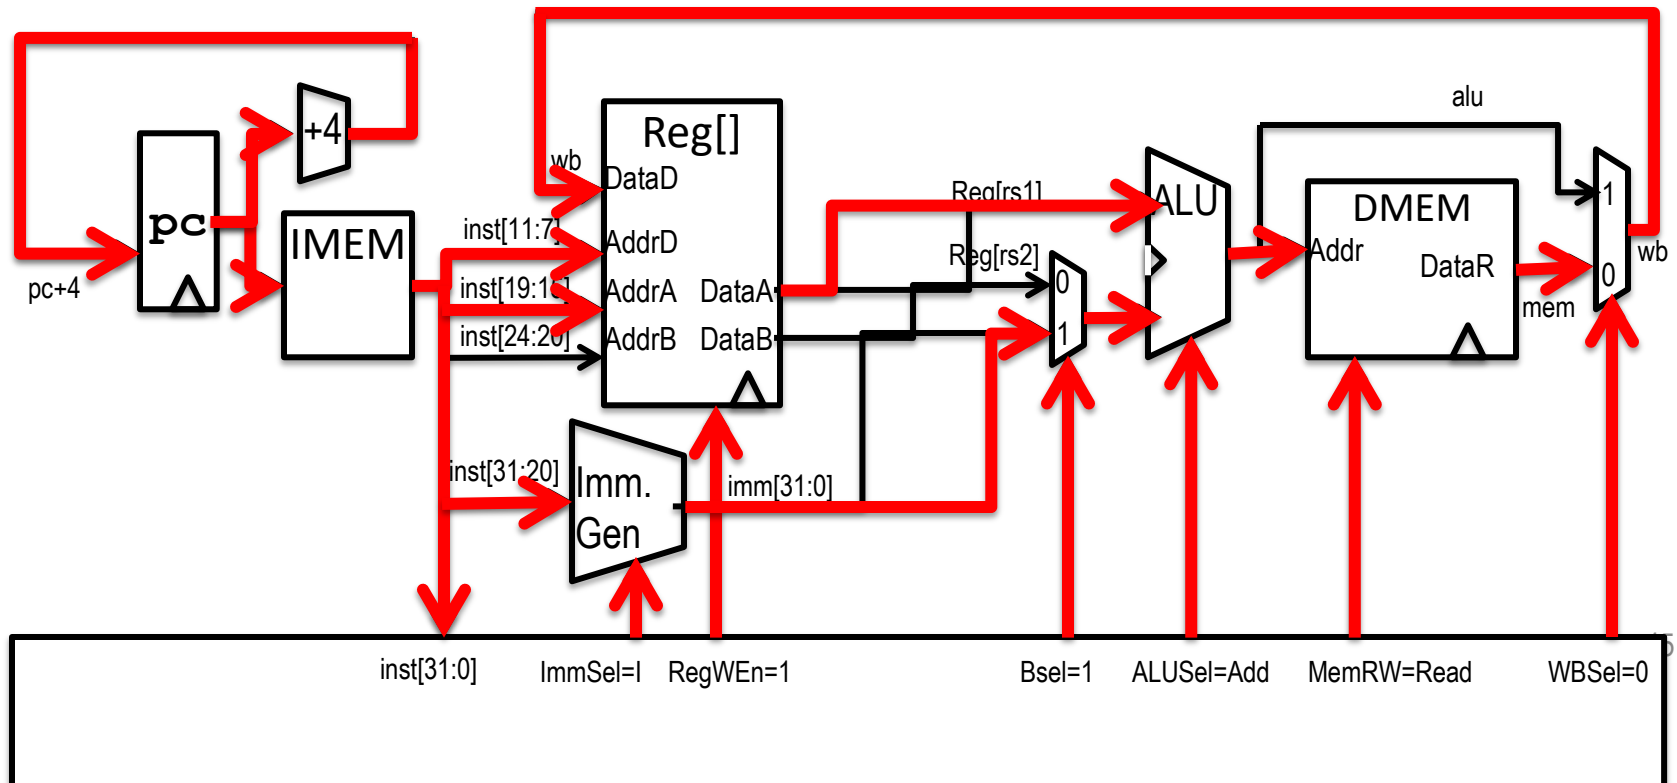 alu
+4
Reg[]
wb
DataD
Reg[rs1]
ALU
1
DMEM
pc
IMEM
inst[11:7]
AddrD
Reg[rs2]
Addr
DataR
wb
pc+4
AddrA
DataA
0
0
mem
inst[24:20]
AddrB
DataB
1
inst[31:20]
Imm.
Gen
imm[31:0]
inst[31:0]
ImmSel=I
RegWEn=1
Bsel=1
ALUSel=Add
MemRW=Read
WBSel=0